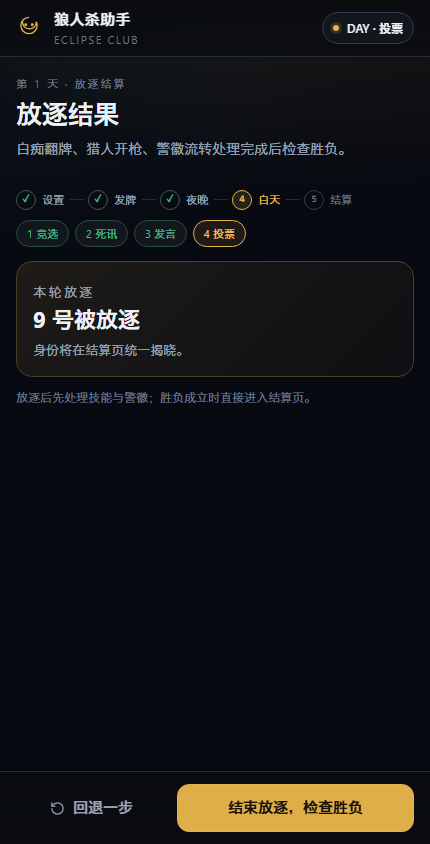 狼人杀助手
ECLIPSE CLUB
DAY · 投票
第 1 天 · 放逐结算
放逐结果
白痴翻牌、猎人开枪、警徽流转处理完成后检查胜负。
✓ 设置 ✓ 发牌 ✓ 夜晚 4 白天 5 结算
1 竞选 2 死讯 3 发言 4 投票
本轮放逐
9 号被放逐
身份将在结算页统一揭晓。
放逐后先处理技能与警徽；胜负成立时直接进入结算页。
回退一步
结束放逐，检查胜负